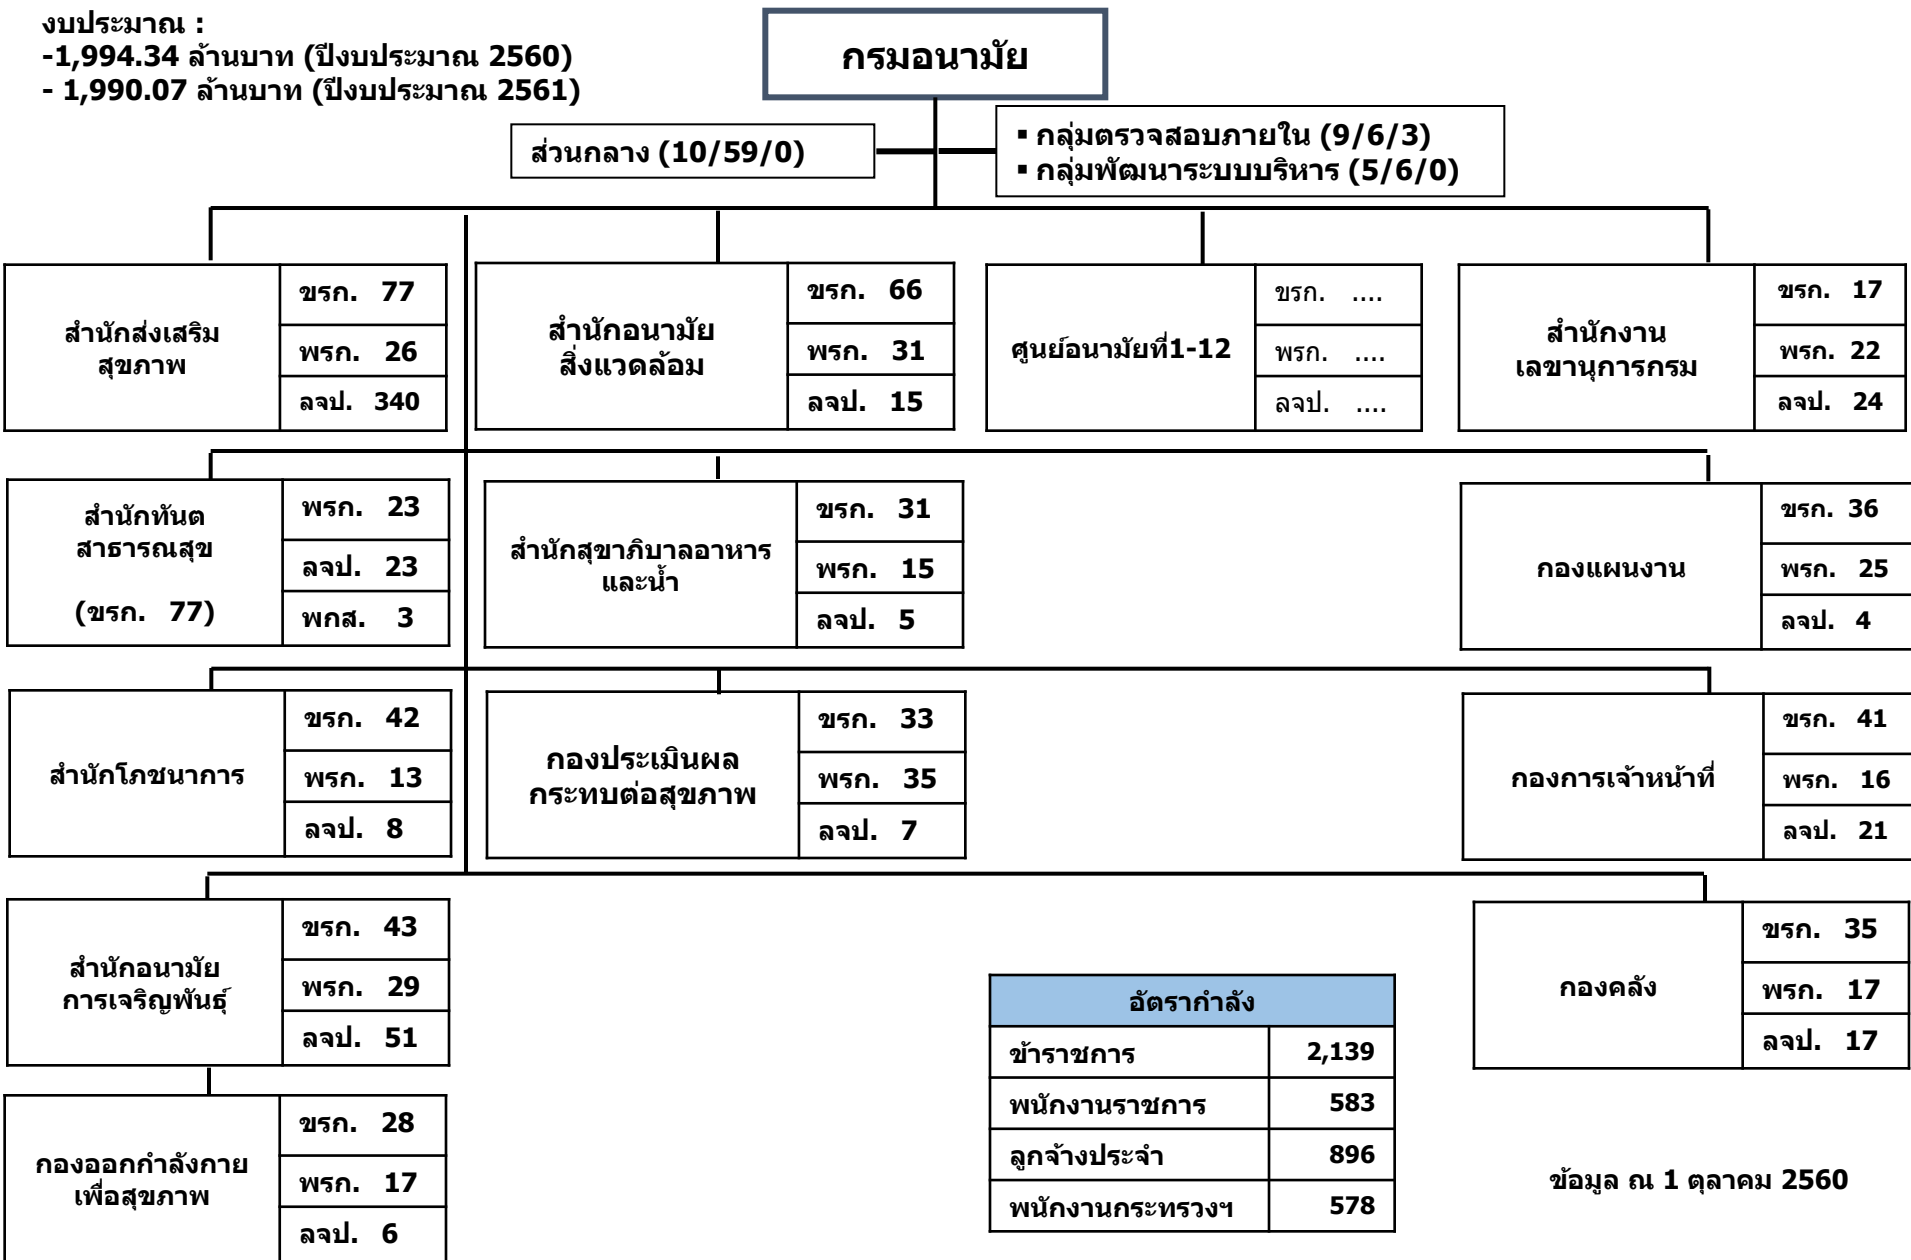 งบประมาณ :
-1,994.34 ล้านบาท (ปีงบประมาณ 2560)
- 1,990.07 ล้านบาท (ปีงบประมาณ 2561)
กรมอนามัย
ส่วนกลาง (10/59/0)
▪ กลุ่มตรวจสอบภายใน (9/6/3)
▪ กลุ่มพัฒนาระบบบริหาร (5/6/0)
สำนักส่งเสริม
สุขภาพ
ขรก. 77
พรก. 26
ลจป. 340
สำนักอนามัย
สิ่งแวดล้อม
ขรก. 66
พรก. 31
ลจป. 15
ศูนย์อนามัยที่1-12
ขรก. ....
พรก. ....
ลจป. ....
สำนักงาน
เลขานุการกรม
ขรก. 17
พรก. 22
ลจป. 24
สำนักทันต
สาธารณสุข
(ขรก. 77)
พรก. 23
ลจป. 23
พกส. 3
สำนักสุขาภิบาลอาหาร
และน้ำ
ขรก. 31
พรก. 15
ลจป. 5
กองแผนงาน
ขรก. 36
พรก. 25
ลจป. 4
สำนักโภชนาการ
ขรก. 42
พรก. 13
ลจป. 8
กองประเมินผล
กระทบต่อสุขภาพ
ขรก. 33
พรก. 35
ลจป. 7
กองการเจ้าหน้าที่
ขรก. 41
พรก. 16
ลจป. 21
สำนักอนามัย
การเจริญพันธุ์
ขรก. 43
พรก. 29
ลจป. 51
กองคลัง
ขรก. 35
พรก. 17
ลจป. 17
กองออกกำลังกาย
เพื่อสุขภาพ
ขรก. 28
พรก. 17
ลจป. 6
อัตรากำลัง
ข้าราชการ 2,139
พนักงานราชการ 583
ลูกจ้างประจำ 896
พนักงานกระทรวงฯ 578
ข้อมูล ณ 1 ตุลาคม 2560